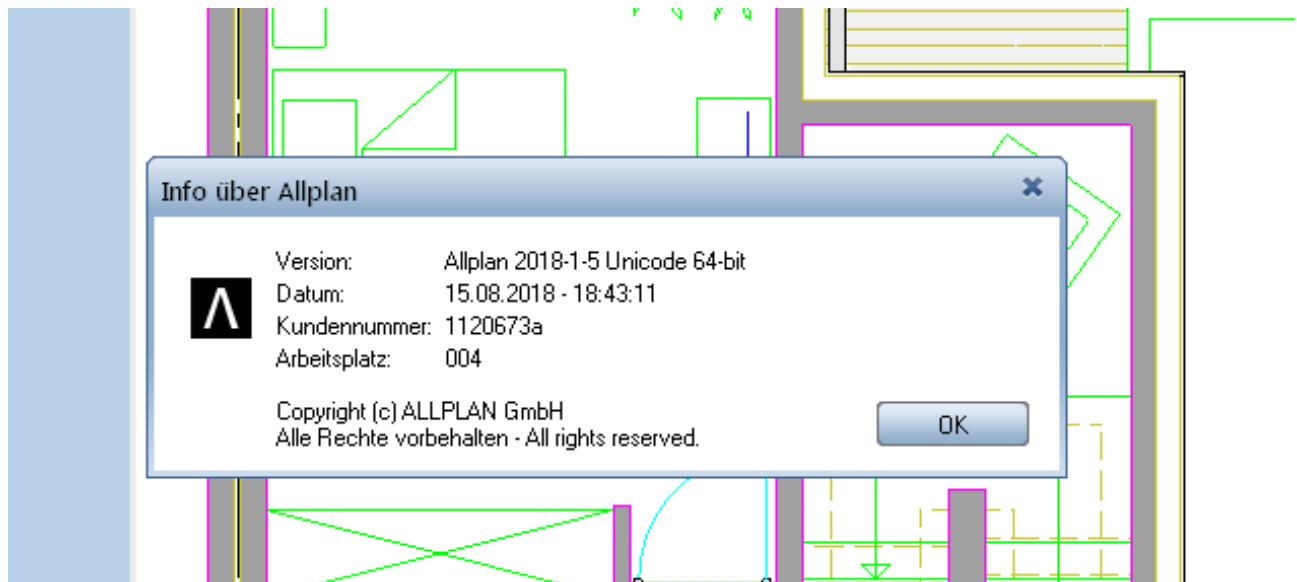 Info über Allplan
Version: Allplan 2018-1-5 Unicode 64-bit
Datum: 15.08.2018 - 18:43:11
Kundennummer: 1120673a
Arbeitsplatz: 004
Copyright (c) ALLPLAN GmbH
Alle Rechte vorbehalten - All rights reserved.
OK